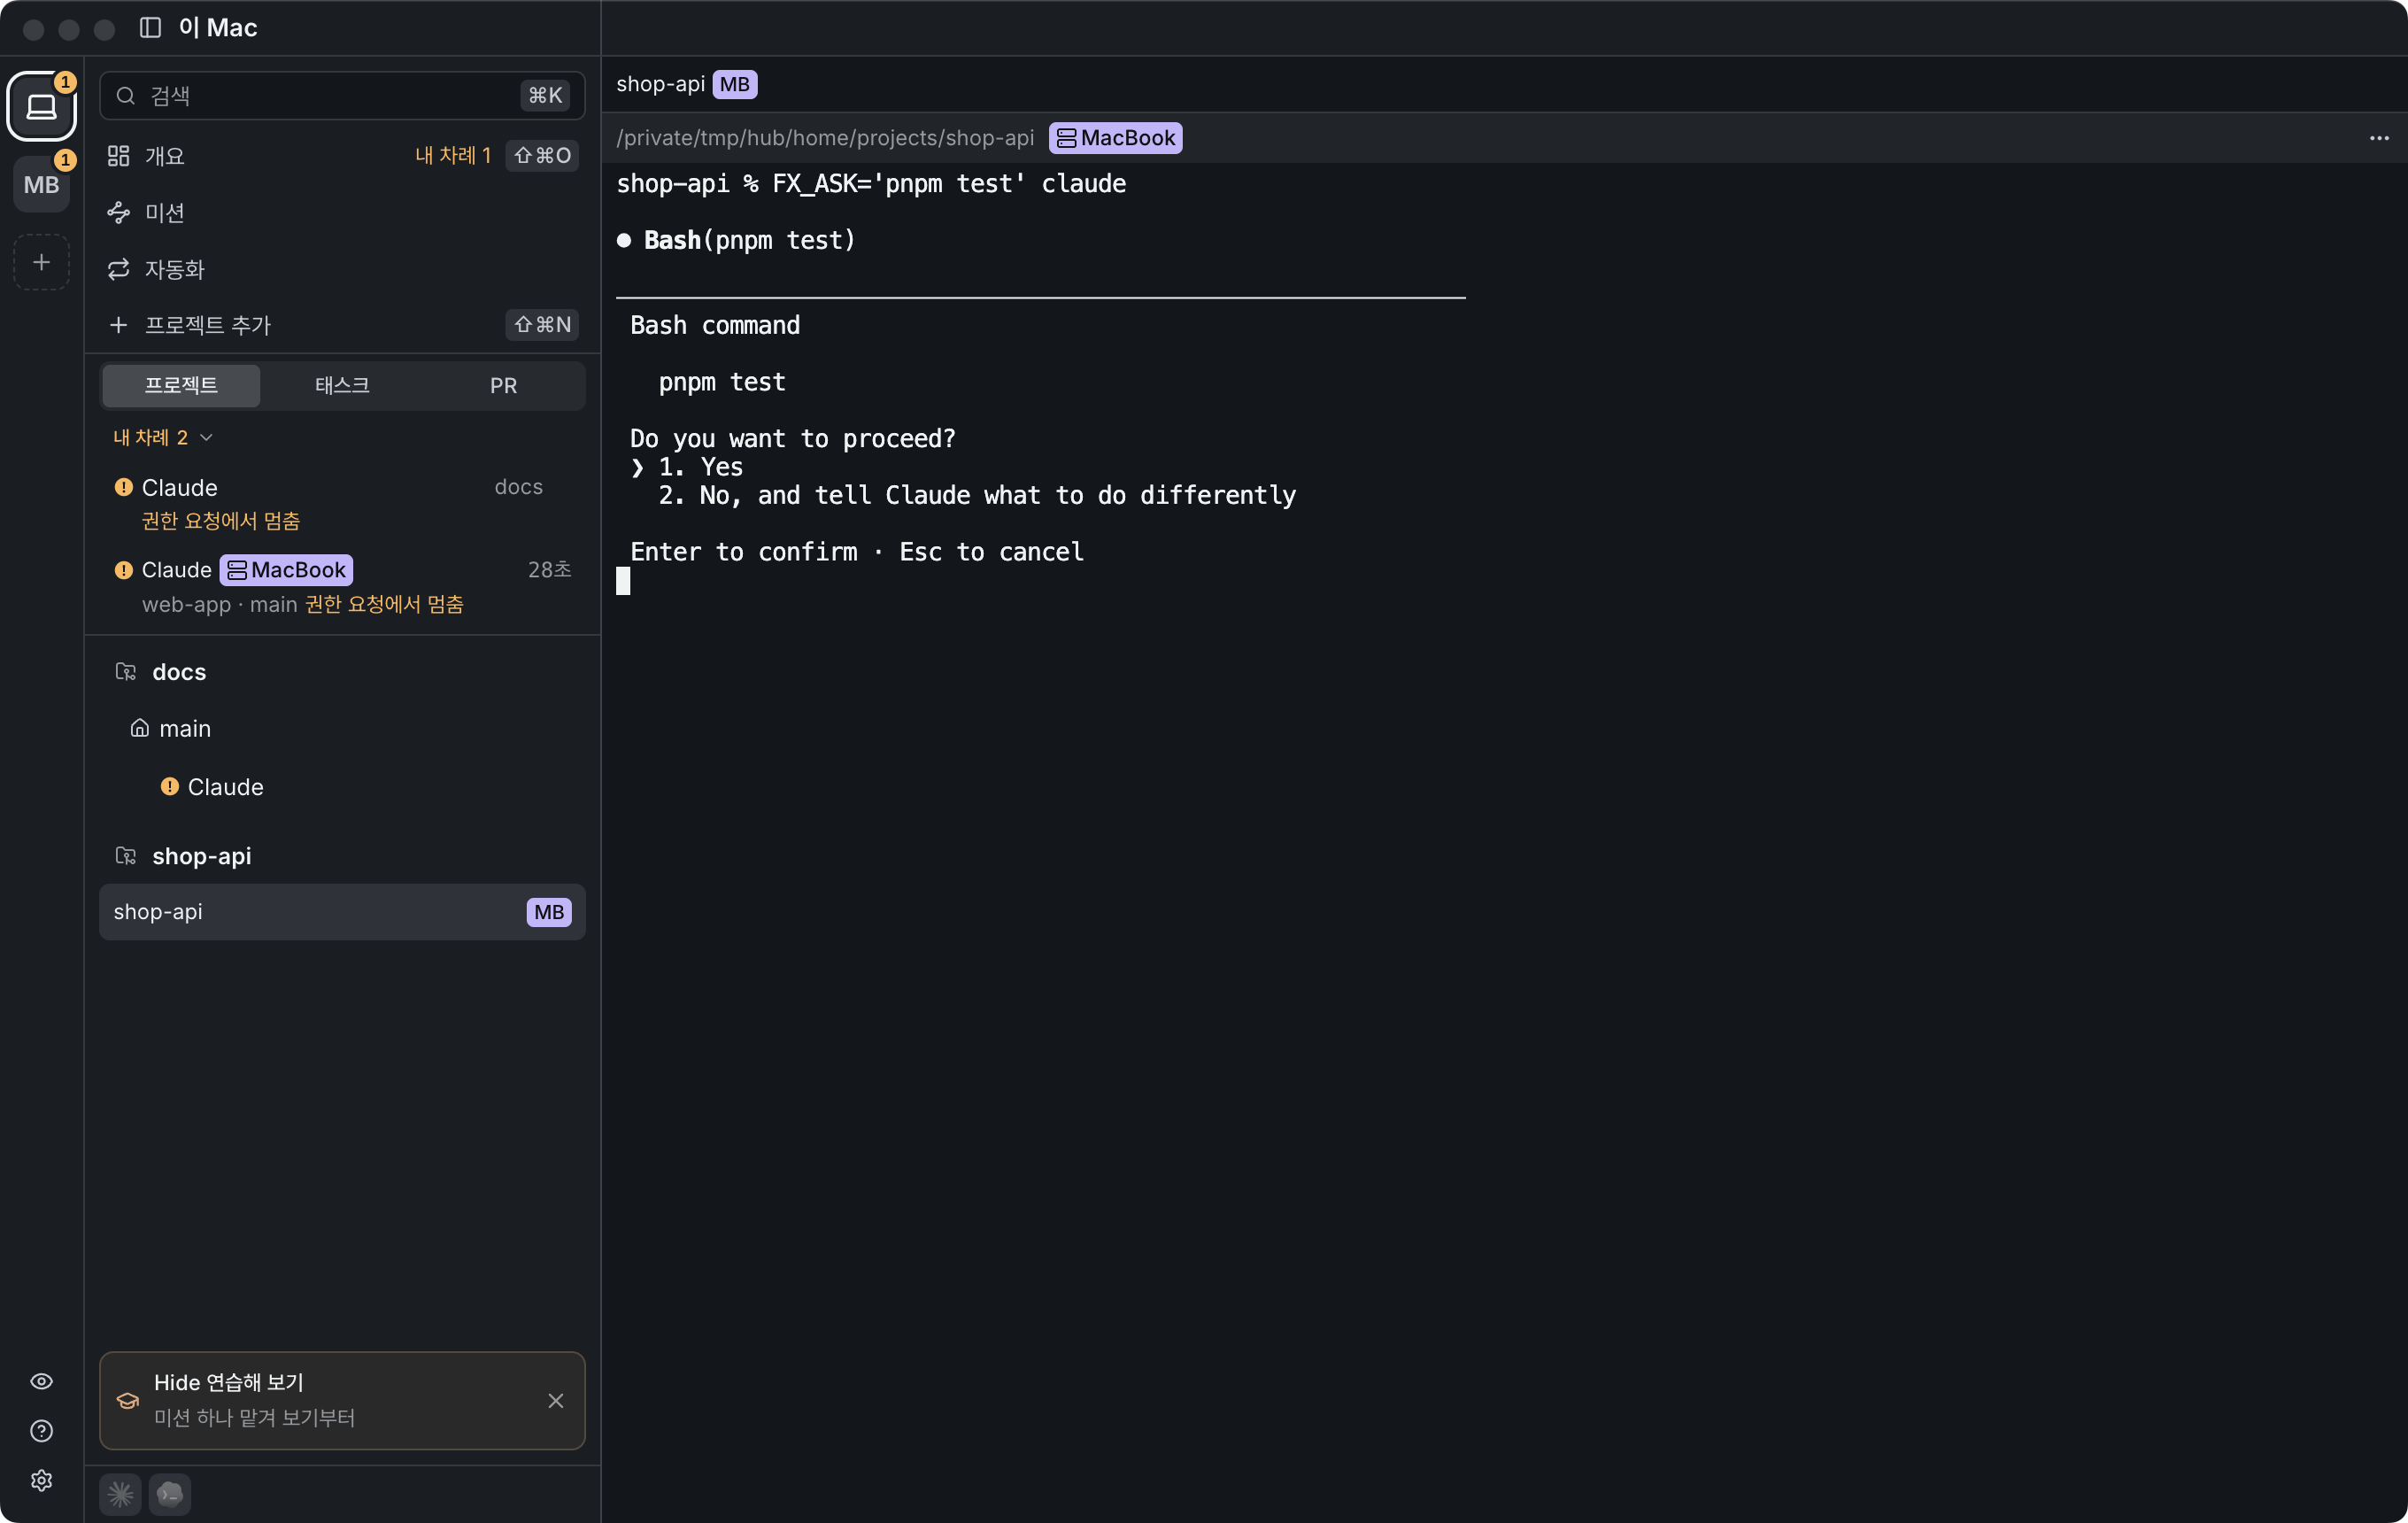 이 Mac
1
MB
1
검색 ⌘K
개요 내 차례 1 ⇧⌘O
미션
자동화
프로젝트 추가 ⇧⌘N
프로젝트 태스크 PR
내 차례 2
Claude docs
권한 요청에서 멈춤
Claude MacBook 28초
web-app · main 권한 요청에서 멈춤
docs
main
Claude
shop-api
shop-api MB
Hide 연습해 보기
미션 하나 맡겨 보기부터
shop-api MB
/private/tmp/hub/home/projects/shop-api MacBook
shop-api % FX_ASK='pnpm test' claude
● Bash(pnpm test)
Bash command
pnpm test
Do you want to proceed?
❯ 1. Yes
2. No, and tell Claude what to do differently
Enter to confirm · Esc to cancel